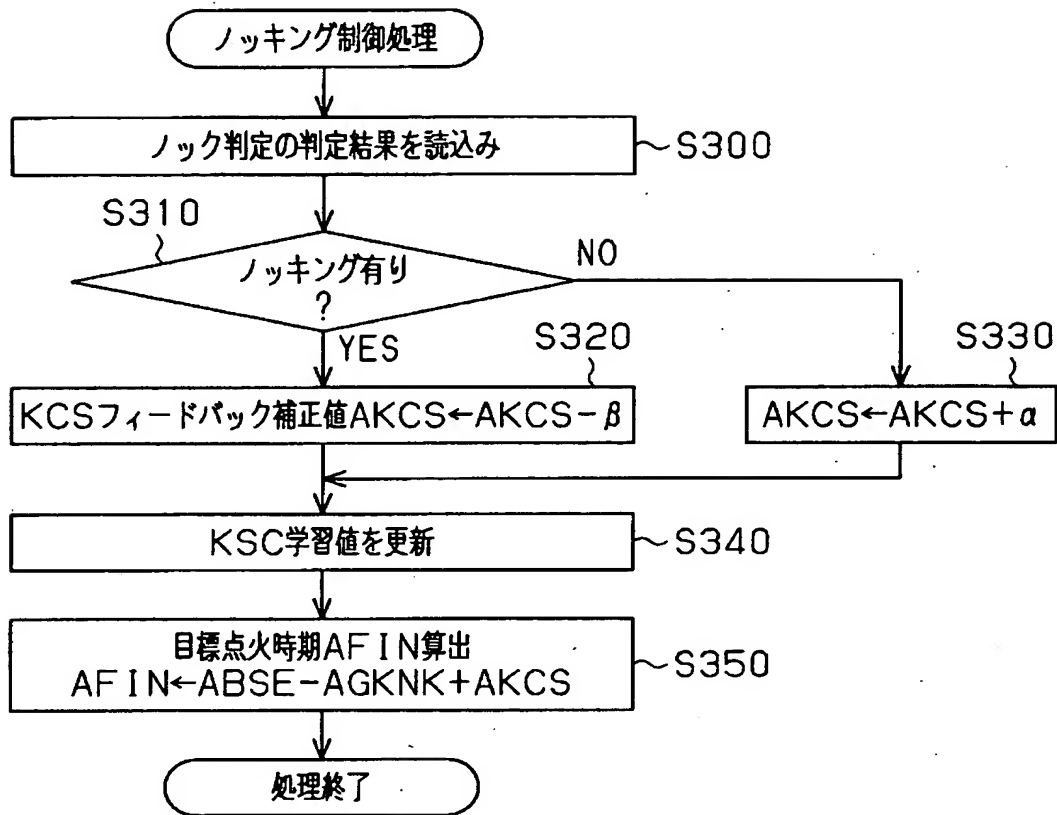 ノッキング制御処理
ノック判定の判定結果を読込み
S300
S310
ノッキング有り
?
NO
YES
S320
S330
KCSフィードバック補正値AKCS←AKCS-β
AKCS←AKCS+α
KSC学習値を更新
S340
目標点火時期AFIN算出
AFIN←ABSE-AGKNK+AKCS
S350
処理終了